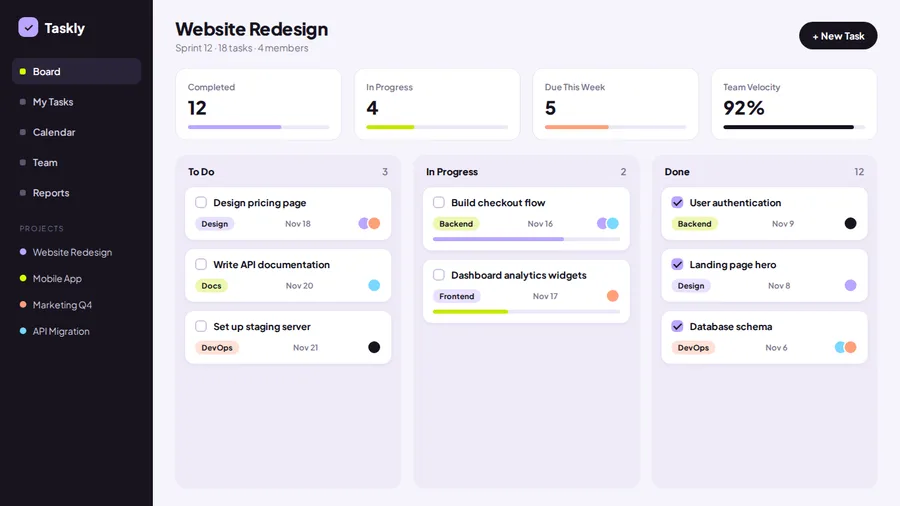 Taskly
Board
My Tasks
Calendar
Team
Reports
PROJECTS
Website Redesign
Mobile App
Marketing Q4
API Migration
Website Redesign
Sprint 12 · 18 tasks · 4 members
+ New Task
Completed
12
In Progress
4
Due This Week
5
Team Velocity
92%
To Do 3
Design pricing page
Design Nov 18
Write API documentation
Docs Nov 20
Set up staging server
DevOps Nov 21
In Progress 2
Build checkout flow
Backend Nov 16
Dashboard analytics widgets
Frontend Nov 17
Done 12
User authentication
Backend Nov 9
Landing page hero
Design Nov 8
Database schema
DevOps Nov 6